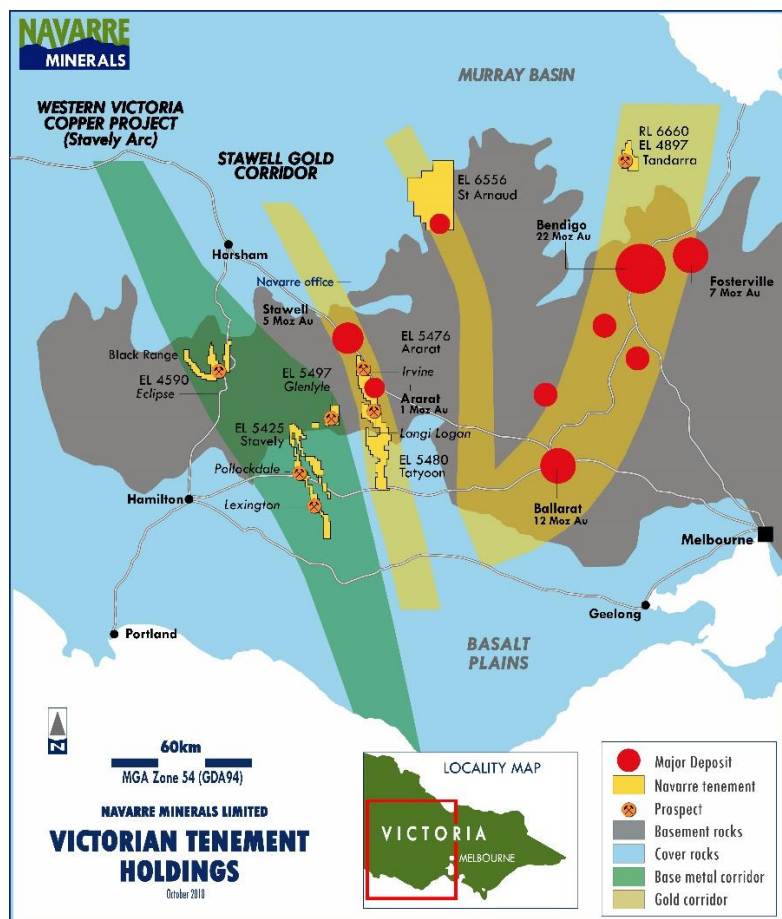 NAVARRE
MINERALS
MURRAY BASIN
WESTERN VICTORIA
COPPER PROJECT
(Stavely Arc)
STAWELL GOLD
CORRIDOR
RL 6660
EL 4897
Tandarra
EL 6556
St Arnaud
Bendigo
22 Moz Au
Horsham
Navarre office
Fosterville
7 Moz Au
Stawell
5 Moz Au
EL 5476
Ararat
Black Range
EL 4590
Eclipse
EL 5497
Glenlyle
Irvine
Ararat
1 Moz Au
EL 5425
Stavely
Langi Logan
EL 5480
Tatyoon
Pollockdale
Hamilton
Lexington
Ballarat
12 Moz Au
Melbourne
Geelong
Portland
BASALT
PLAINS
N
60km
MGA Zone 54 (GDA94)
NAVARRE MINERALS LIMITED
VICTORIAN TENEMENT
HOLDINGS
October 2018
LOCALITY MAP
VICTORIA
MELBOURNE
Major Deposit
Navarre tenement
Prospect
Basement rocks
Cover rocks
Base metal corridor
Gold corridor